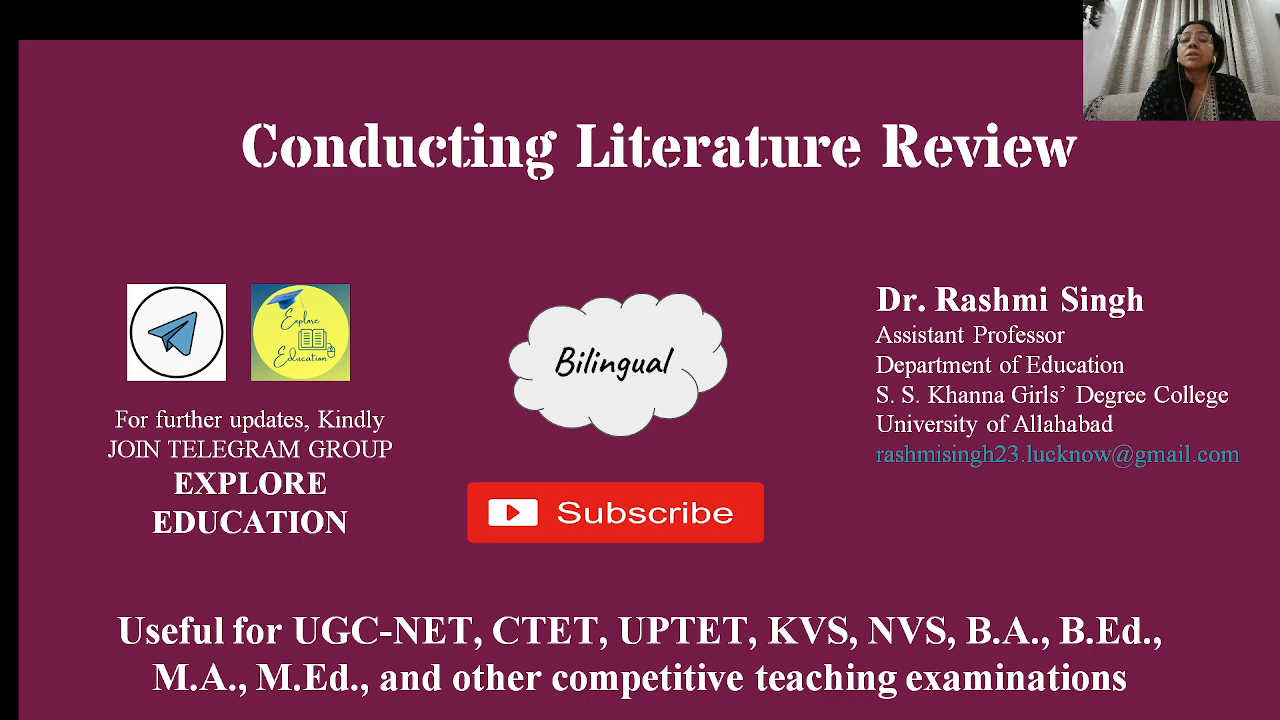 Conducting Literature Review
Explore
Education
For further updates, Kindly
JOIN TELEGRAM GROUP
EXPLORE
EDUCATION
Bilingual
Subscribe
Dr. Rashmi Singh
Assistant Professor
Department of Education
S. S. Khanna Girls’ Degree College
University of Allahabad
rashmisingh23.lucknow@gmail.com
Useful for UGC-NET, CTET, UPTET, KVS, NVS, B.A., B.Ed.,
M.A., M.Ed., and other competitive teaching examinations